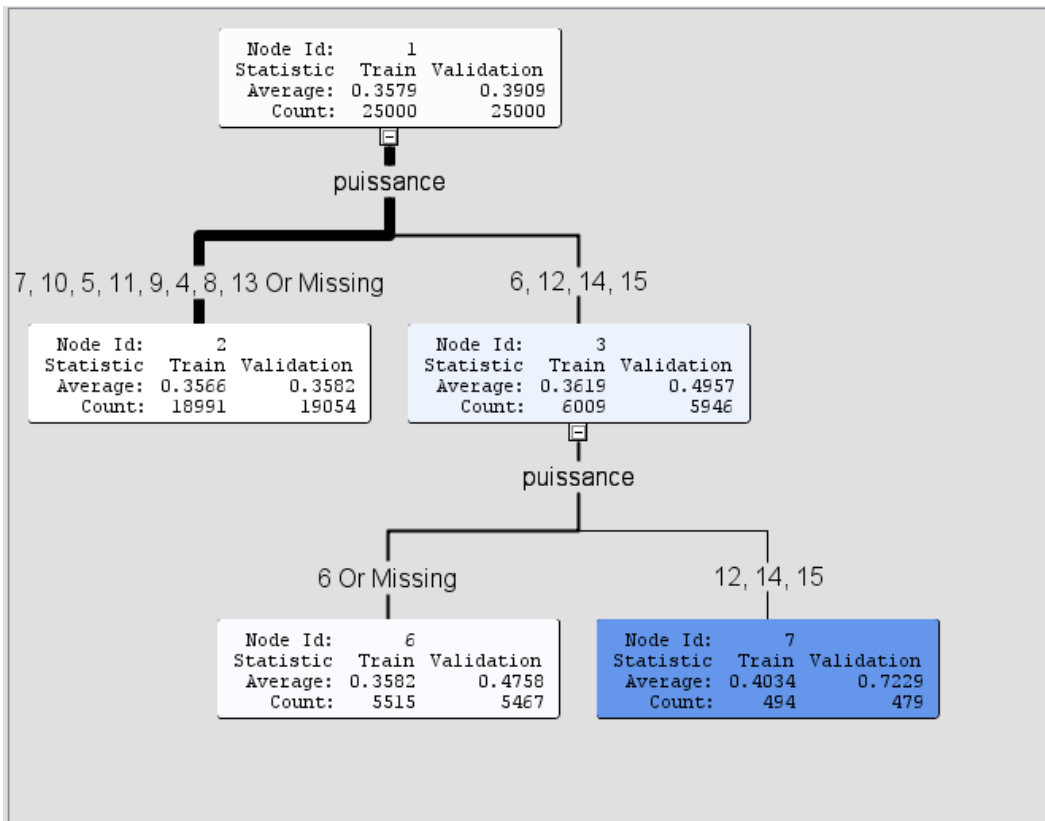 Node Id: 1
Statistic Train Validation
Average: 0.3579 0.3909
Count: 25000 25000
puissance
7, 10, 5, 11, 9, 4, 8, 13 Or Missing
6, 12, 14, 15
Node Id: 2
Statistic Train Validation
Average: 0.3566 0.3582
Count: 18991 19054
Node Id: 3
Statistic Train Validation
Average: 0.3619 0.4957
Count: 6009 5946
puissance
6 Or Missing
12, 14, 15
Node Id: 6
Statistic Train Validation
Average: 0.3582 0.4758
Count: 5515 5467
Node Id: 7
Statistic Train Validation
Average: 0.4034 0.7229
Count: 494 479